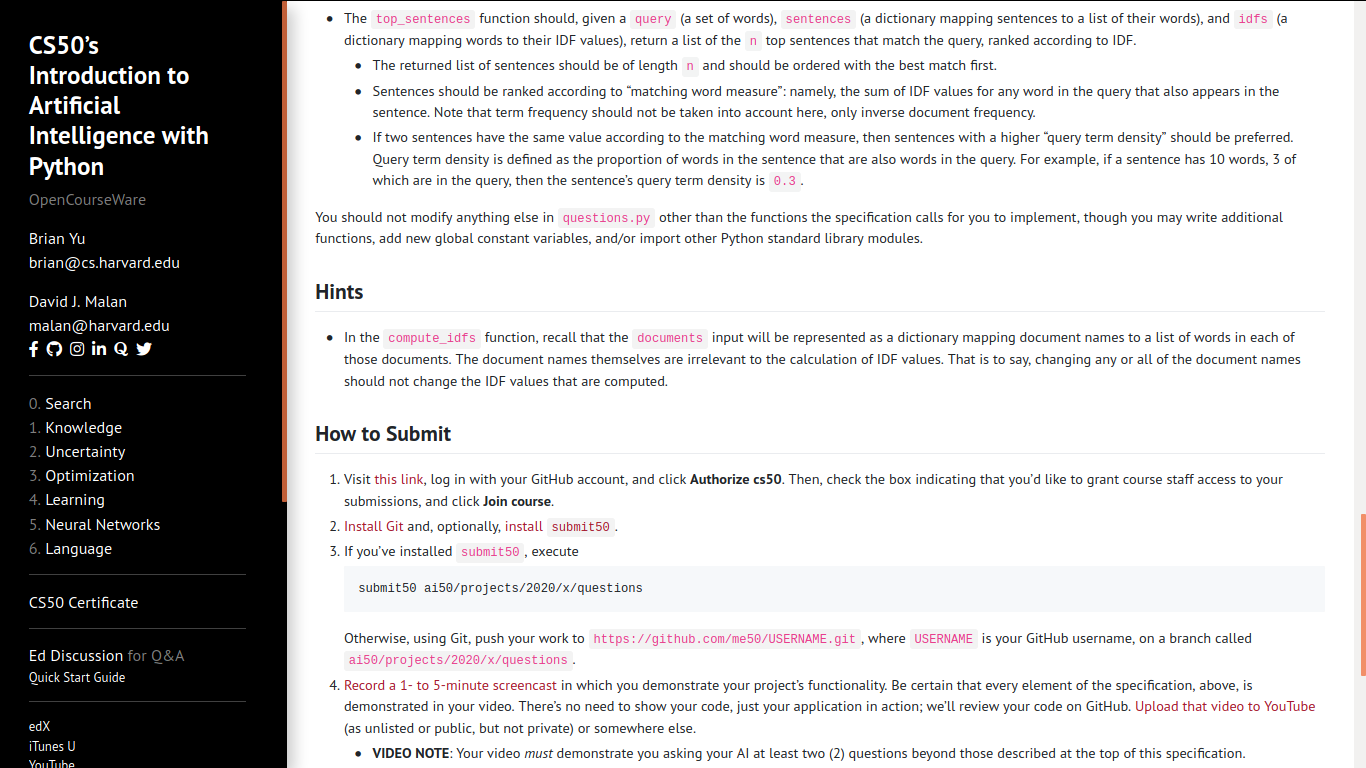 CS50’s
Introduction to
Artificial
Intelligence with
Python
OpenCourseWare
Brian Yu
brian@cs.harvard.edu
David J. Malan
malan@harvard.edu
0. Search
1. Knowledge
2. Uncertainty
3. Optimization
4. Learning
5. Neural Networks
6. Language
CS50 Certificate
Ed Discussion for Q&A
Quick Start Guide
edX
iTunes U
YouTube
The top_sentences function should, given a query (a set of words), sentences (a dictionary mapping sentences to a list of their words), and idfs (a
dictionary mapping words to their IDF values), return a list of the n top sentences that match the query, ranked according to IDF.
The returned list of sentences should be of length n and should be ordered with the best match first.
Sentences should be ranked according to “matching word measure”: namely, the sum of IDF values for any word in the query that also appears in the
sentence. Note that term frequency should not be taken into account here, only inverse document frequency.
If two sentences have the same value according to the matching word measure, then sentences with a higher “query term density” should be preferred.
Query term density is defined as the proportion of words in the sentence that are also words in the query. For example, if a sentence has 10 words, 3 of
which are in the query, then the sentence’s query term density is 0.3.
You should not modify anything else in questions.py other than the functions the specification calls for you to implement, though you may write additional
functions, add new global constant variables, and/or import other Python standard library modules.
Hints
In the compute_idfs function, recall that the documents input will be represented as a dictionary mapping document names to a list of words in each of
those documents. The document names themselves are irrelevant to the calculation of IDF values. That is to say, changing any or all of the document names
should not change the IDF values that are computed.
How to Submit
1. Visit this link, log in with your GitHub account, and click Authorize cs50. Then, check the box indicating that you’d like to grant course staff access to your
submissions, and click Join course.
2. Install Git and, optionally, install submit50.
3. If you’ve installed submit50, execute
submit50 ai50/projects/2020/x/questions
Otherwise, using Git, push your work to https://github.com/me50/USERNAME.git, where USERNAME is your GitHub username, on a branch called
ai50/projects/2020/x/questions.
4. Record a 1- to 5-minute screencast in which you demonstrate your project’s functionality. Be certain that every element of the specification, above, is
demonstrated in your video. There’s no need to show your code, just your application in action; we’ll review your code on GitHub. Upload that video to YouTube
(as unlisted or public, but not private) or somewhere else.
VIDEO NOTE: Your video must demonstrate you asking your AI at least two (2) questions beyond those described at the top of this specification.